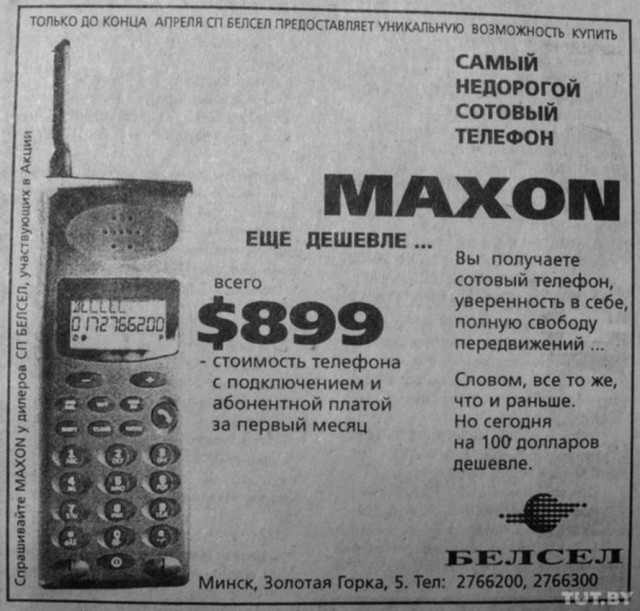 ТОЛЬКО ДО КОНЦА АПРЕЛЯ СП БЕЛСЕЛ ПРЕДОСТАВЛЯЕТ УНИКАЛЬНУЮ ВОЗМОЖНОСТЬ КУПИТЬ
САМЫЙ
НЕДОРОГОЙ
СОТОВЫЙ
ТЕЛЕФОН
MAXON
ЕЩЕ ДЕШЕВЛЕ ...
всего
$899
- стоимость телефона
с подключением и
абонентной платой
за первый месяц
Вы получаете
сотовый телефон,
уверенность в себе,
полную свободу
передвижений ...
Словом, все то же,
что и раньше.
Но сегодня
на 100 долларов
дешевле.
БЕЛСЕЛ
Минск, Золотая Горка, 5. Тел: 2766200, 2766300
Спрашивайте MAXON у дилеров СП БЕЛСЕЛ, участвующих в Акции
0172766200
TUT.BY